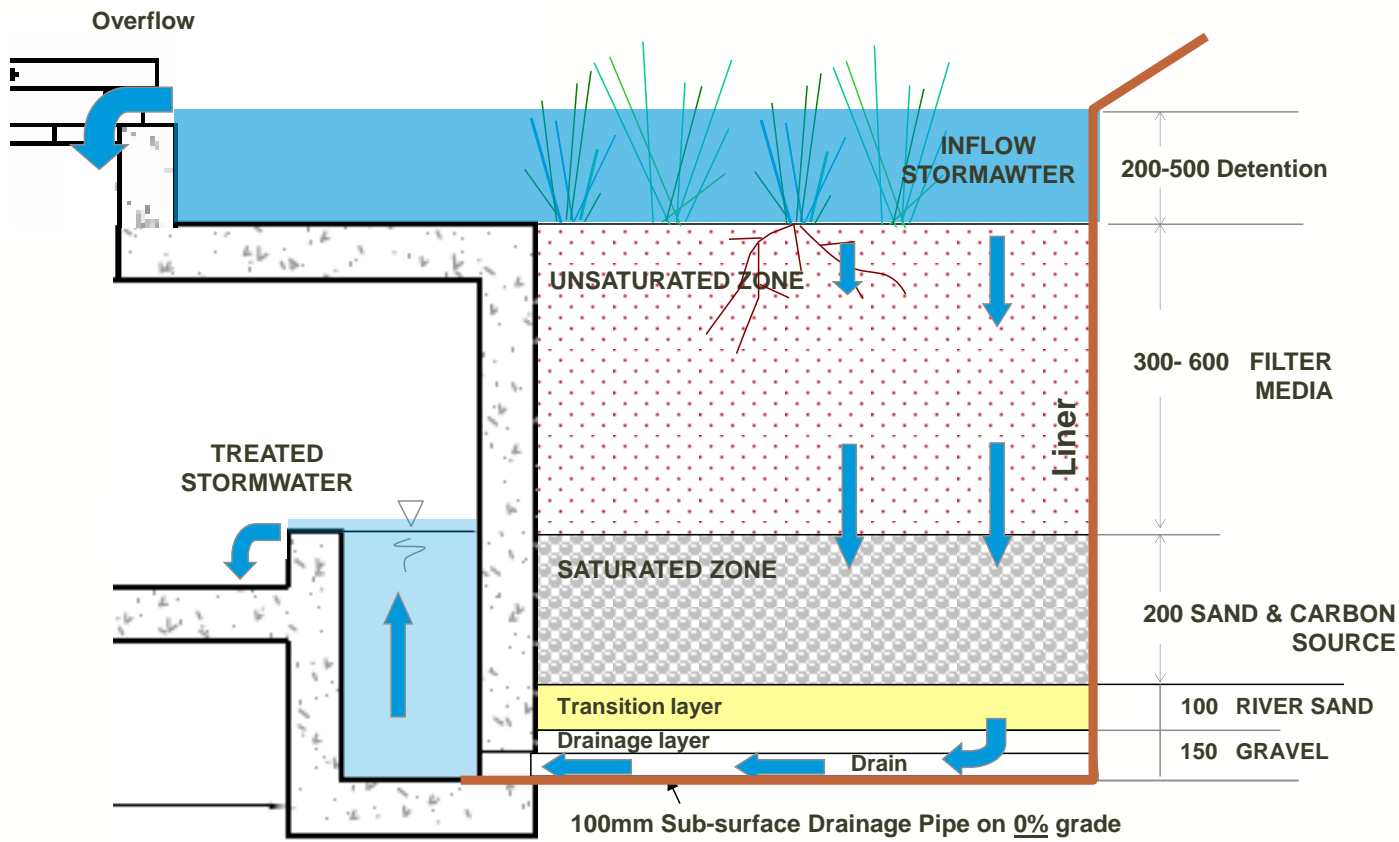 Overflow
INFLOW
STORMAWTER
200-500 Detention
UNSATURATED ZONE
300- 600 FILTER
MEDIA
Liner
TREATED
STORMWATER
SATURATED ZONE
200 SAND & CARBON
SOURCE
Transition layer
100 RIVER SAND
Drainage layer
150 GRAVEL
Drain
100mm Sub-surface Drainage Pipe on 0% grade